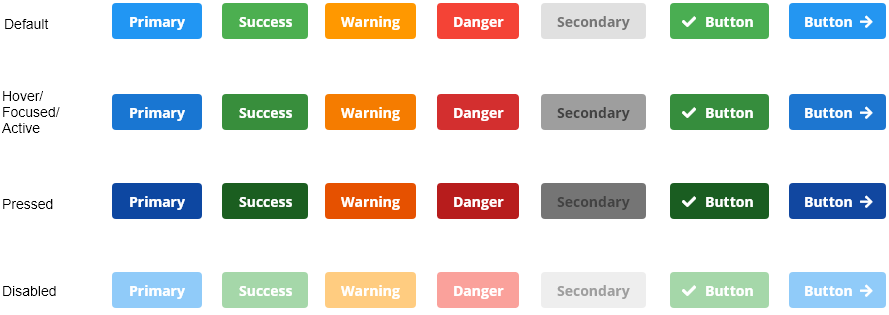 Default Primary Success Warning Danger Secondary Button Button
Hover/
Focused/
Active
Primary Success Warning Danger Secondary Button Button
Pressed Primary Success Warning Danger Secondary Button Button
Disabled Primary Success Warning Danger Secondary Button Button